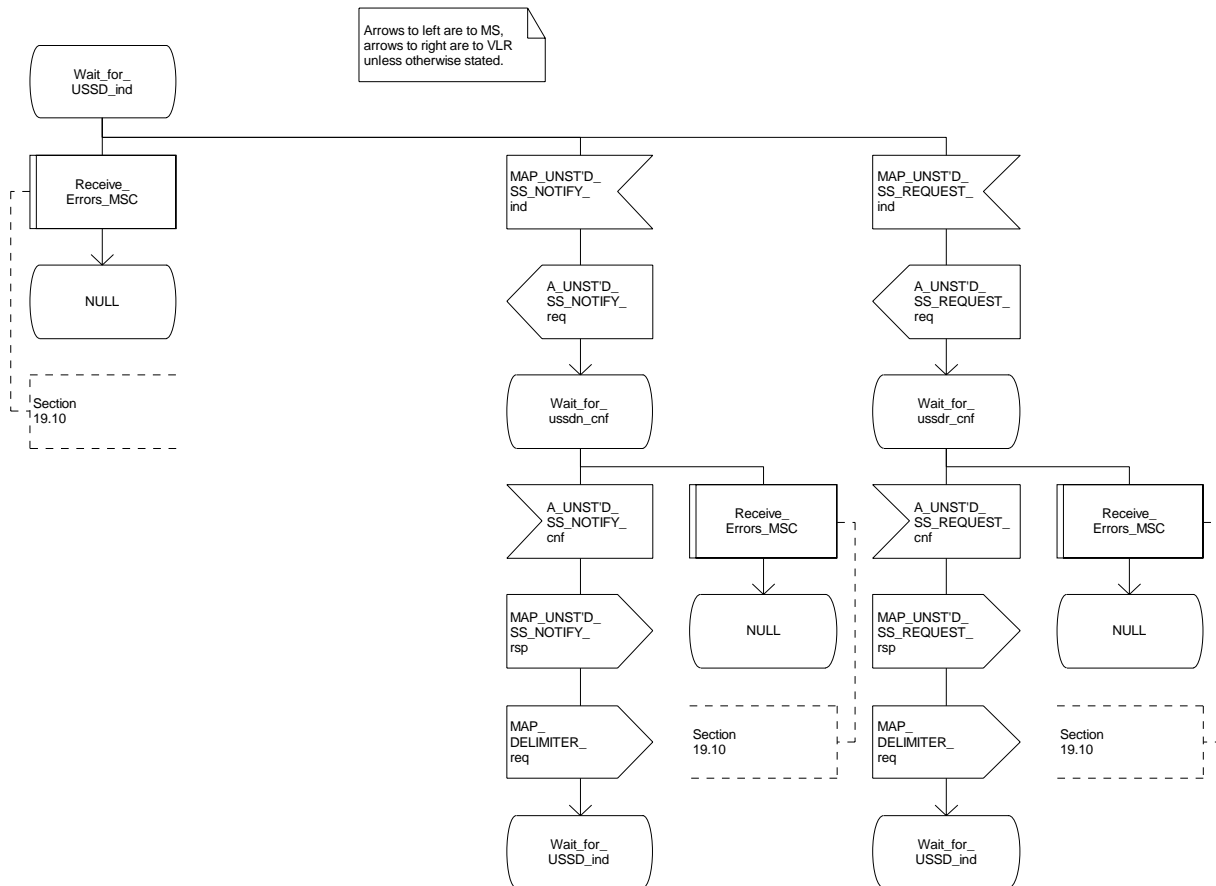 Arrows to left are to MS,
arrows to right are to VLR
unless otherwise stated.
Wait_for_
USSD_ind
Receive_
Errors_MSC
NULL
Section
19.10
MAP_UNST'D_
SS_NOTIFY_
ind
A_UNST'D_
SS_NOTIFY_
req
Wait_for_
ussdn_cnf
A_UNST'D_
SS_NOTIFY_
cnf
MAP_UNST'D_
SS_NOTIFY_
rsp
MAP_
DELIMITER_
req
Wait_for_
USSD_ind
Receive_
Errors_MSC
NULL
Section
19.10
MAP_UNST'D_
SS_REQUEST_
ind
A_UNST'D_
SS_REQUEST_
req
Wait_for_
ussdr_cnf
A_UNST'D_
SS_REQUEST_
cnf
MAP_UNST'D_
SS_REQUEST_
rsp
MAP_
DELIMITER_
req
Wait_for_
USSD_ind
Receive_
Errors_MSC
NULL
Section
19.10